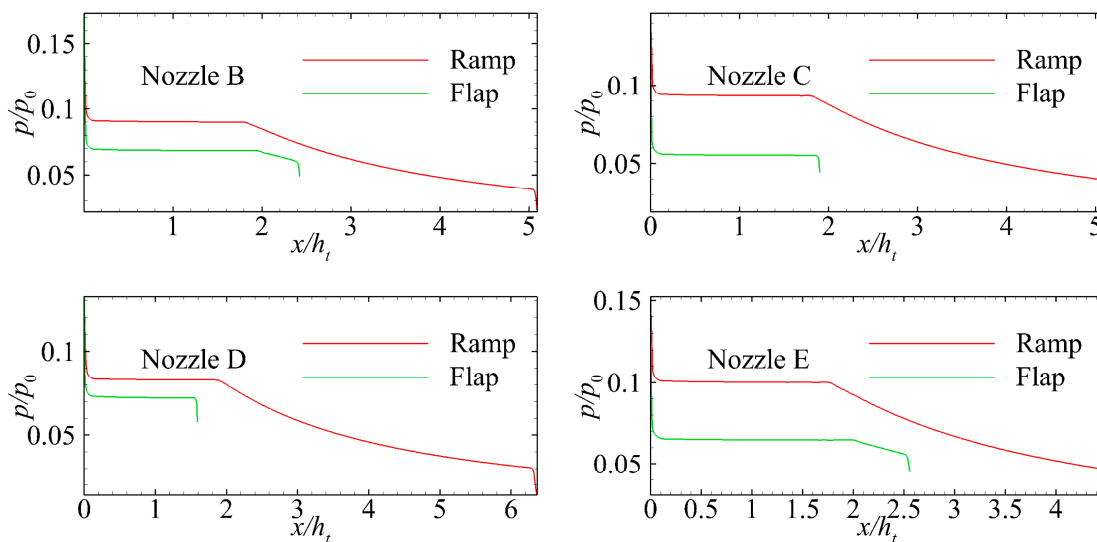 0.15
0.1
0.05
p/p₀
Nozzle B
Ramp
Flap
1 2 3 4 5
x/hₜ
0.1
0.05
p/p₀
Nozzle C
Ramp
Flap
0 1 2 3 4 5
x/hₜ
0.1
0.05
p/p₀
Nozzle D
Ramp
Flap
0 1 2 3 4 5 6
x/hₜ
0.15
0.1
0.05
p/p₀
Nozzle E
Ramp
Flap
0 0.5 1 1.5 2 2.5 3 3.5 4
x/hₜ